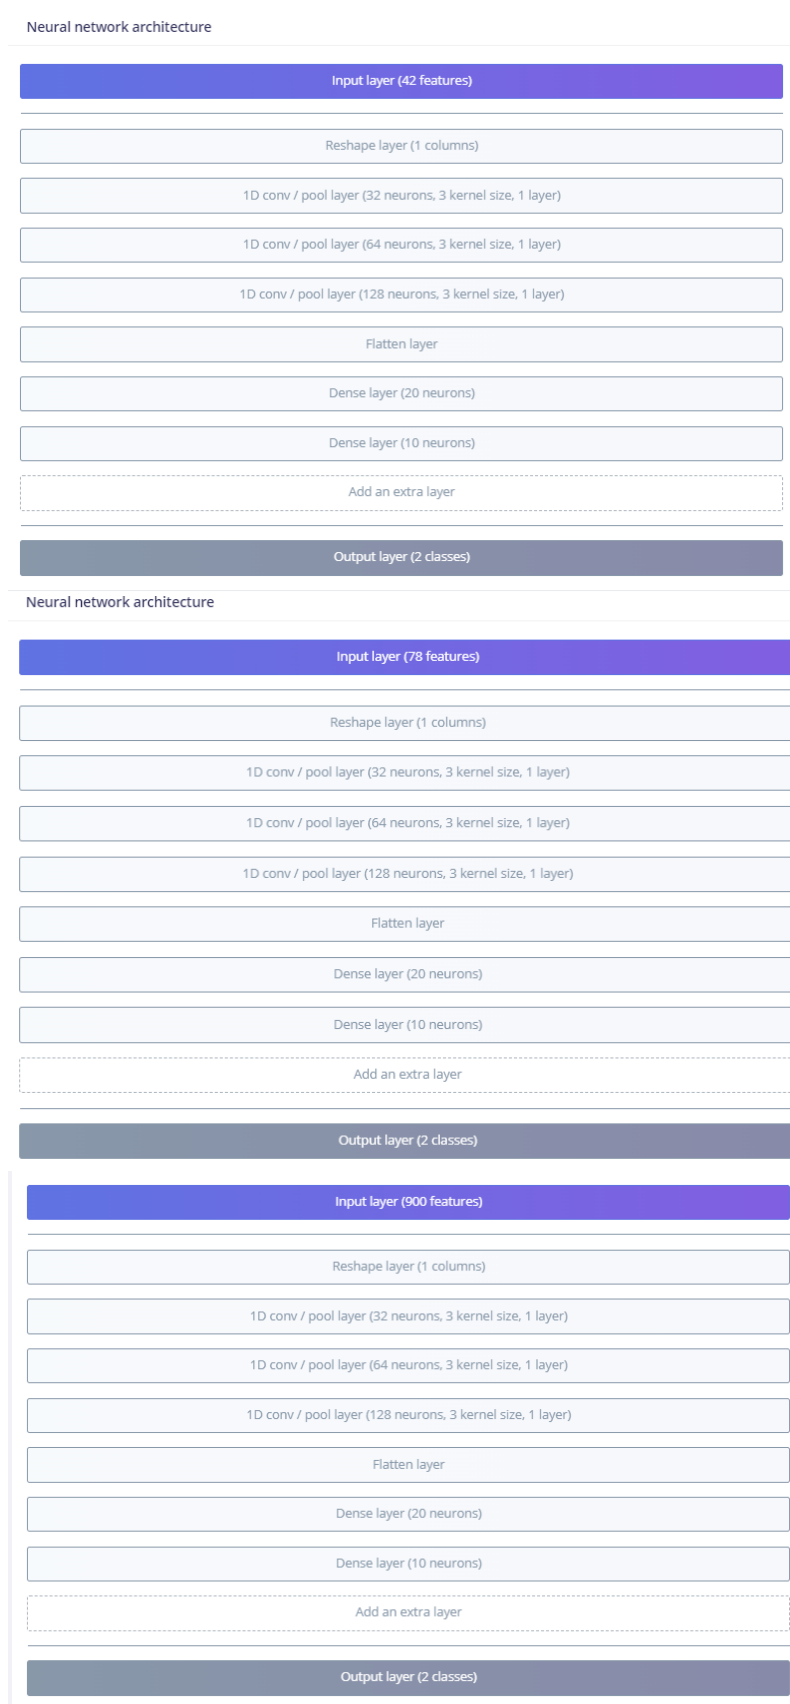 Neural network architecture
Input layer (42 features)
Reshape layer (1 columns)
1D conv / pool layer (32 neurons, 3 kernel size, 1 layer)
1D conv / pool layer (64 neurons, 3 kernel size, 1 layer)
1D conv / pool layer (128 neurons, 3 kernel size, 1 layer)
Flatten layer
Dense layer (20 neurons)
Dense layer (10 neurons)
Add an extra layer
Output layer (2 classes)
Neural network architecture
Input layer (78 features)
Reshape layer (1 columns)
1D conv / pool layer (32 neurons, 3 kernel size, 1 layer)
1D conv / pool layer (64 neurons, 3 kernel size, 1 layer)
1D conv / pool layer (128 neurons, 3 kernel size, 1 layer)
Flatten layer
Dense layer (20 neurons)
Dense layer (10 neurons)
Add an extra layer
Output layer (2 classes)
Input layer (900 features)
Reshape layer (1 columns)
1D conv / pool layer (32 neurons, 3 kernel size, 1 layer)
1D conv / pool layer (64 neurons, 3 kernel size, 1 layer)
1D conv / pool layer (128 neurons, 3 kernel size, 1 layer)
Flatten layer
Dense layer (20 neurons)
Dense layer (10 neurons)
Add an extra layer
Output layer (2 classes)